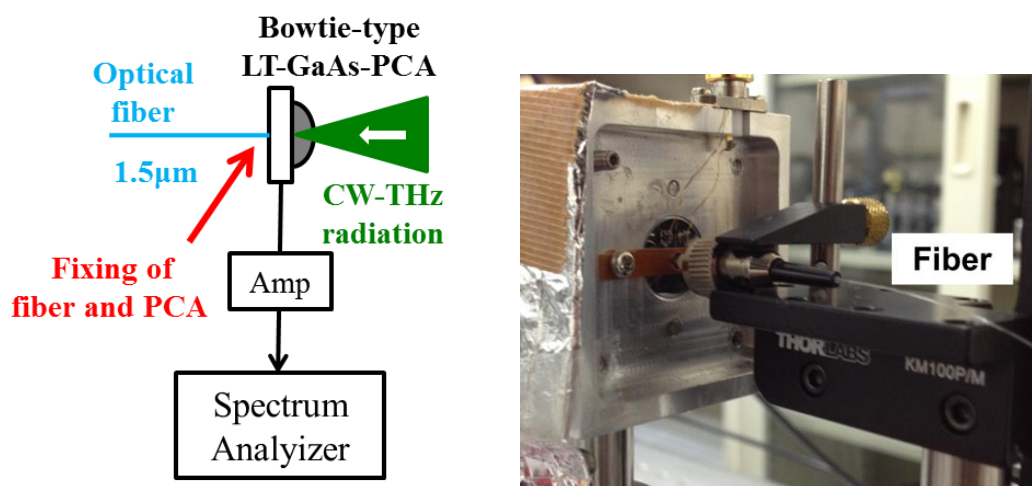 Bowtie-type
LT-GaAs-PCA
Optical
fiber
1.5μm
CW-THz
radiation
Fixing of
fiber and PCA
Amp
Spectrum
Analyizer
Fiber
THORLABS
KM100P/M